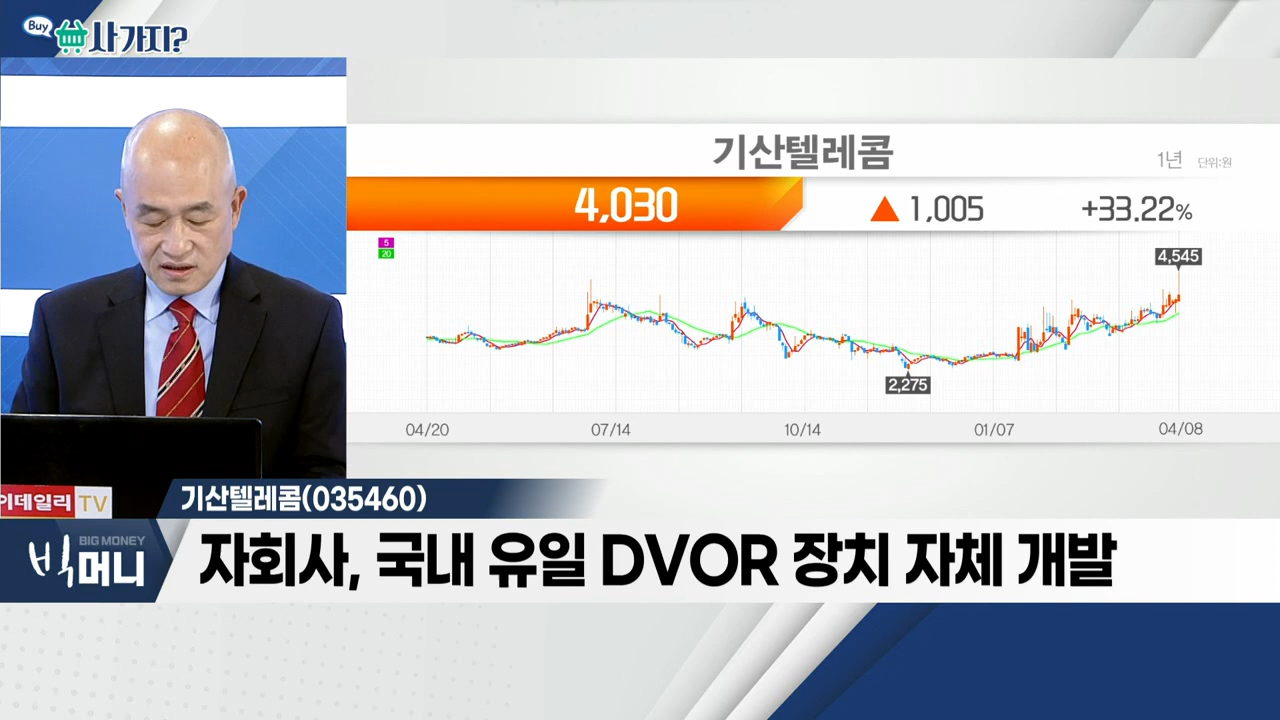 Buy
사가지?
기산텔레콤
1년 단위:원
4,030 ▲ 1,005 +33.22%
5
20
4,545
2,275
04/20 07/14 10/14 01/07 04/08
이데일리 TV
기산텔레콤(035460)
BIG MONEY
빅머니
자회사, 국내 유일 DVOR 장치 자체 개발